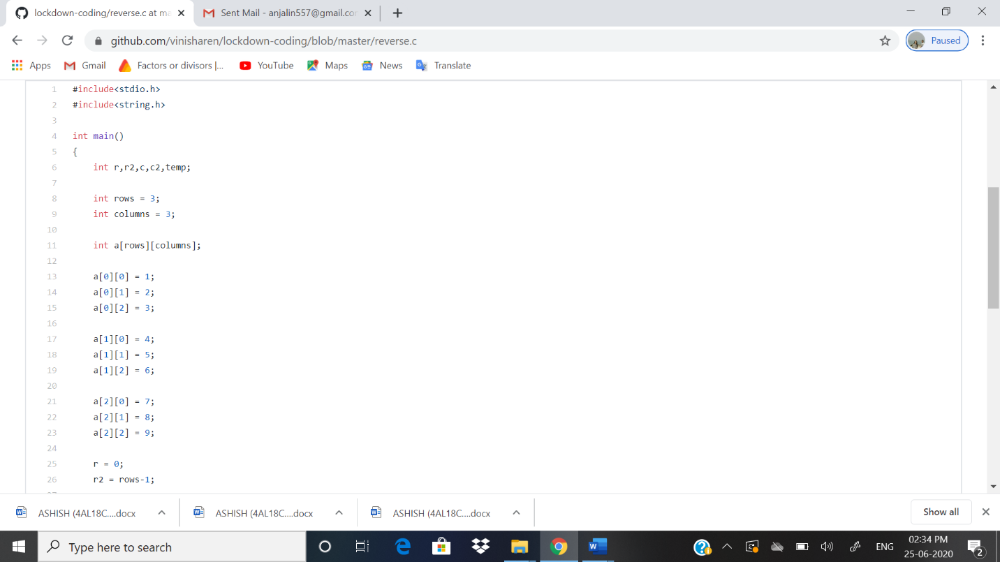 lockdown-coding/reverse.c at ma
Sent Mail - anjalin557@gmail.co
github.com/vinisharen/lockdown-coding/blob/master/reverse.c
Paused
Apps
Gmail
Factors or divisors |...
YouTube
Maps
News
Translate
1 #include<stdio.h>
2 #include<string.h>
3
4 int main()
5 {
6 int r,r2,c,c2,temp;
7
8 int rows = 3;
9 int columns = 3;
10
11 int a[rows][columns];
12
13 a[0][0] = 1;
14 a[0][1] = 2;
15 a[0][2] = 3;
16
17 a[1][0] = 4;
18 a[1][1] = 5;
19 a[1][2] = 6;
20
21 a[2][0] = 7;
22 a[2][1] = 8;
23 a[2][2] = 9;
24
25 r = 0;
26 r2 = rows-1;
ASHISH (4AL18C....docx
ASHISH (4AL18C....docx
ASHISH (4AL18C....docx
Show all
Type here to search
ENG
02:34 PM
25-06-2020
2